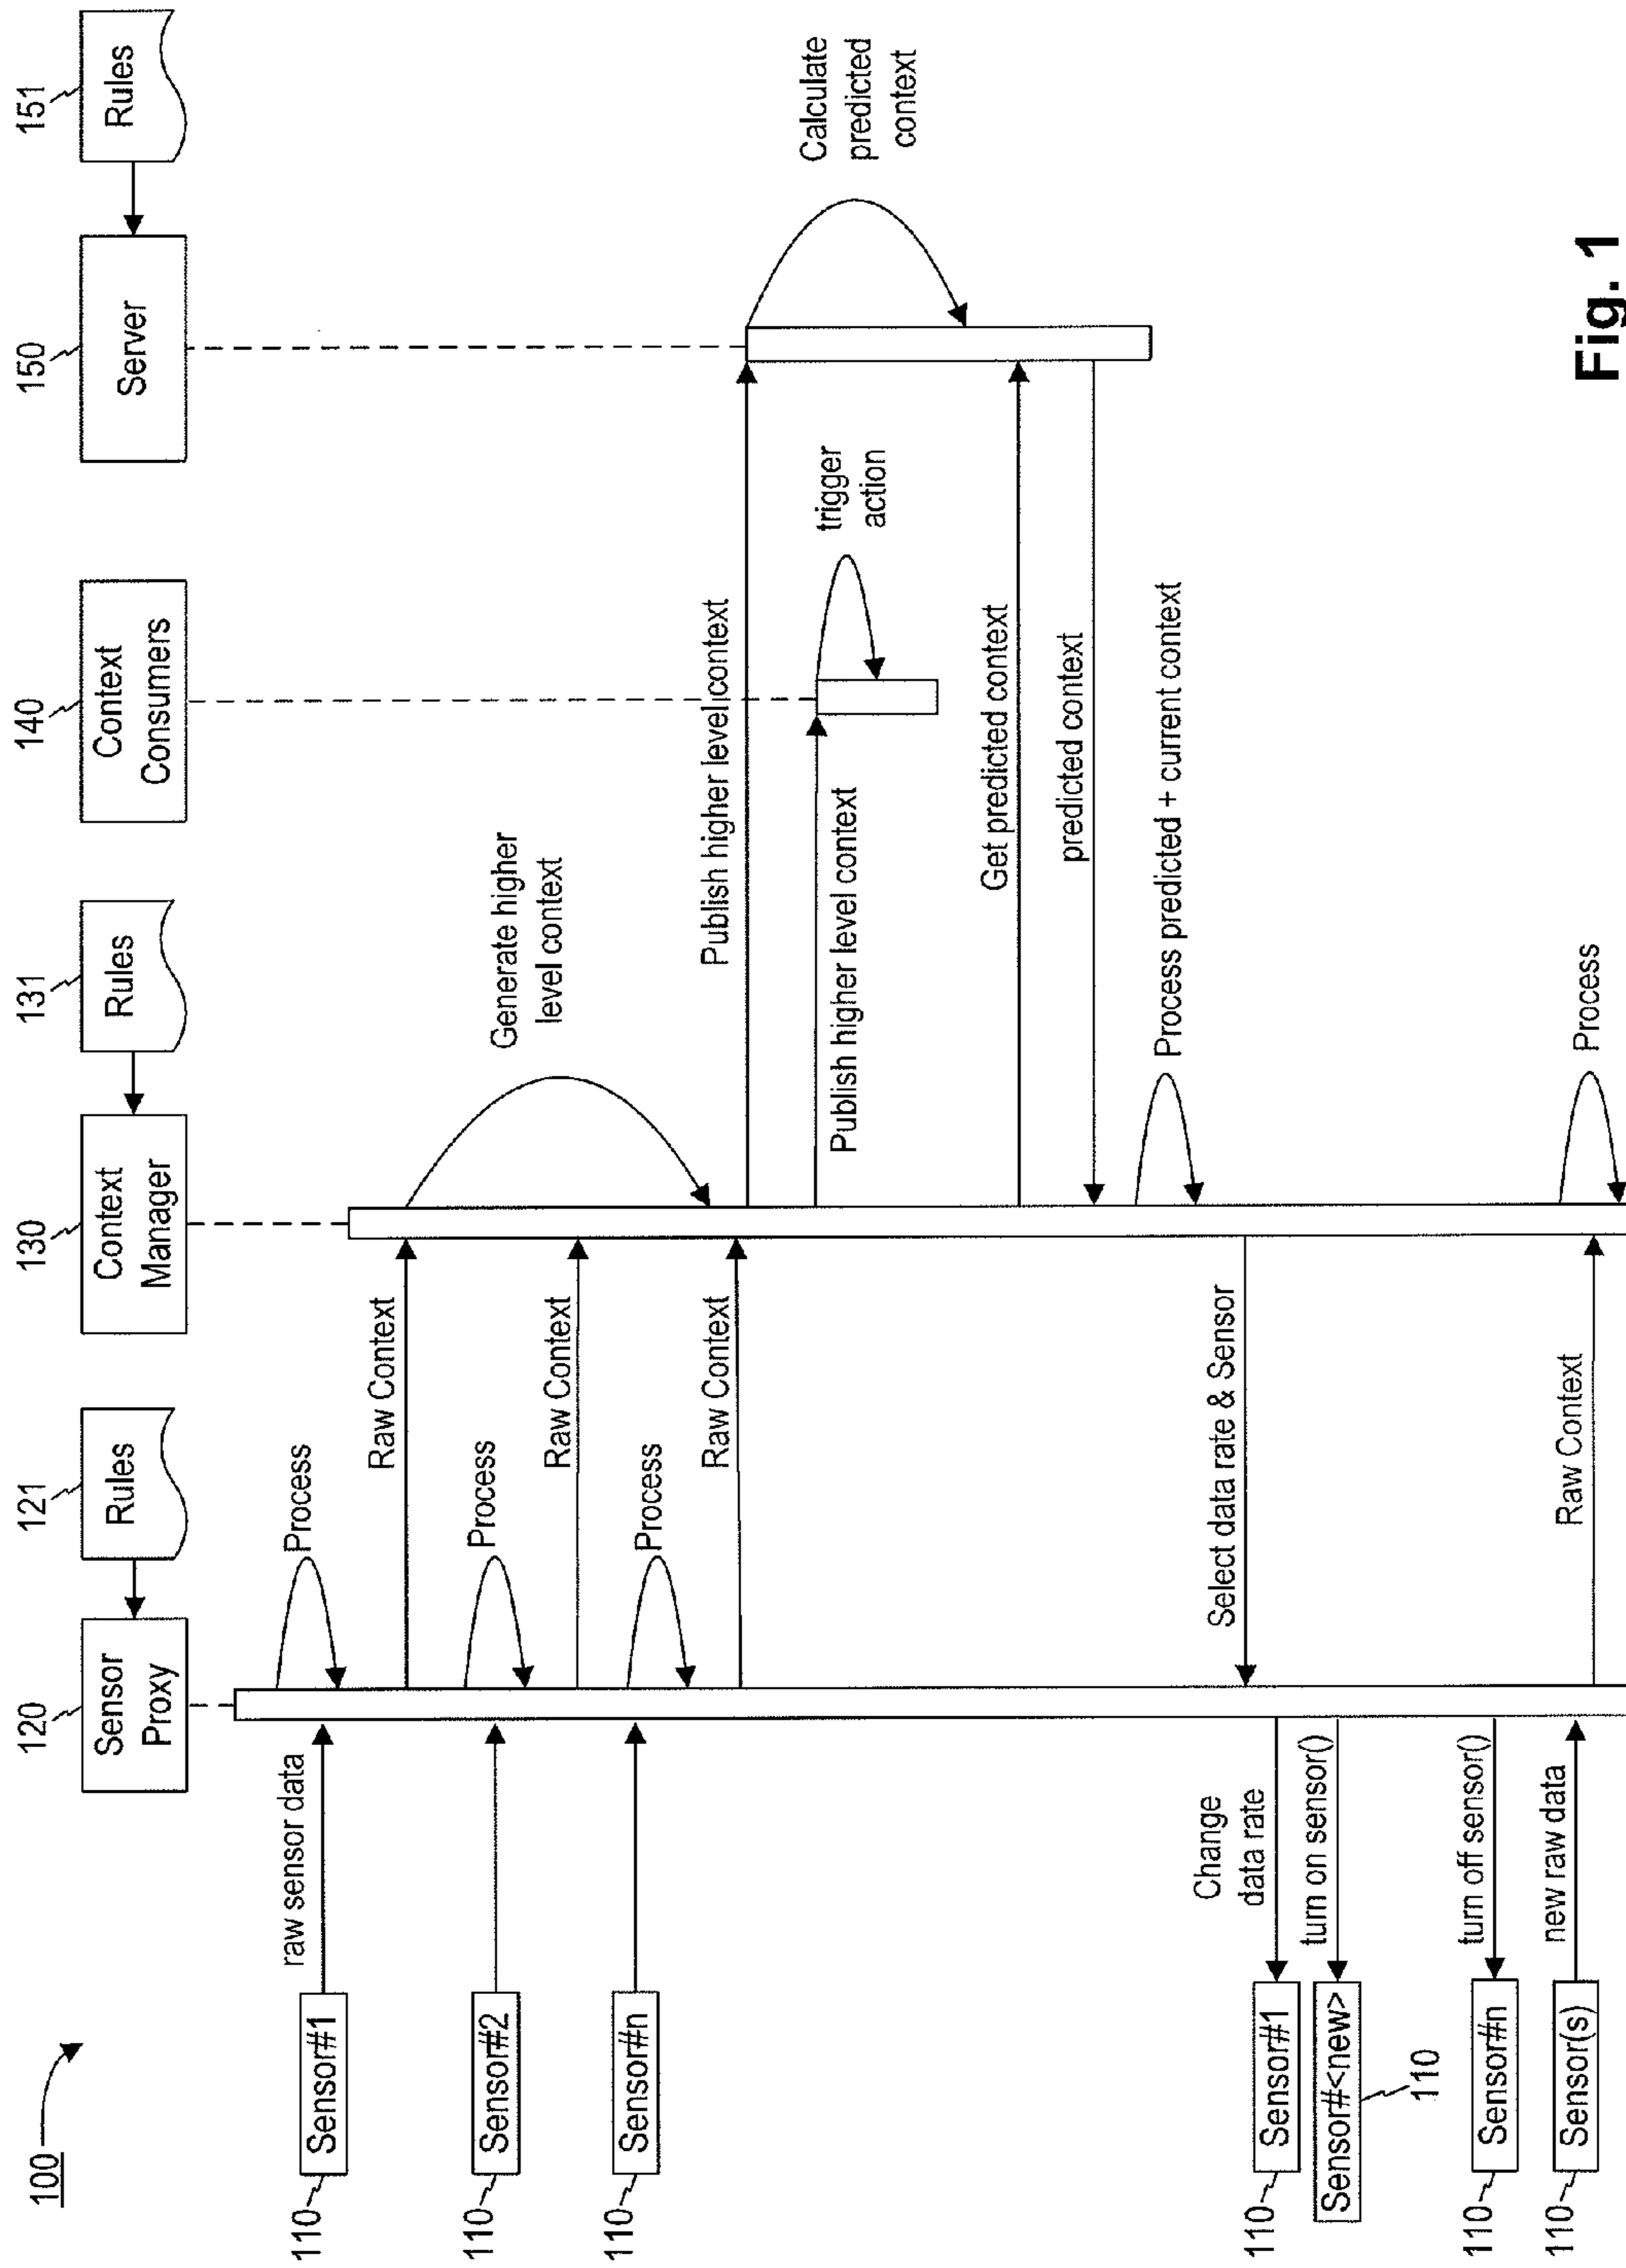 100
120
121
130
131
140
150
151
Sensor
Proxy
Rules
Context
Manager
Rules
Context
Consumers
Server
Rules
110
Sensor#1
raw sensor data
Process
Raw Context
Generate higher
level context
110
Sensor#2
Process
Raw Context
110
Sensor#n
Process
Raw Context
Publish higher level context
Calculate
predicted
context
Publish higher level context
trigger
action
Get predicted context
predicted context
Process predicted + current context
Select data rate & Sensor
110
Sensor#1
Change
data rate
Sensor#<new>
110
turn on sensor()
110
Sensor#n
turn off sensor()
110
Sensor(s)
new raw data
Raw Context
Process
Fig. 1